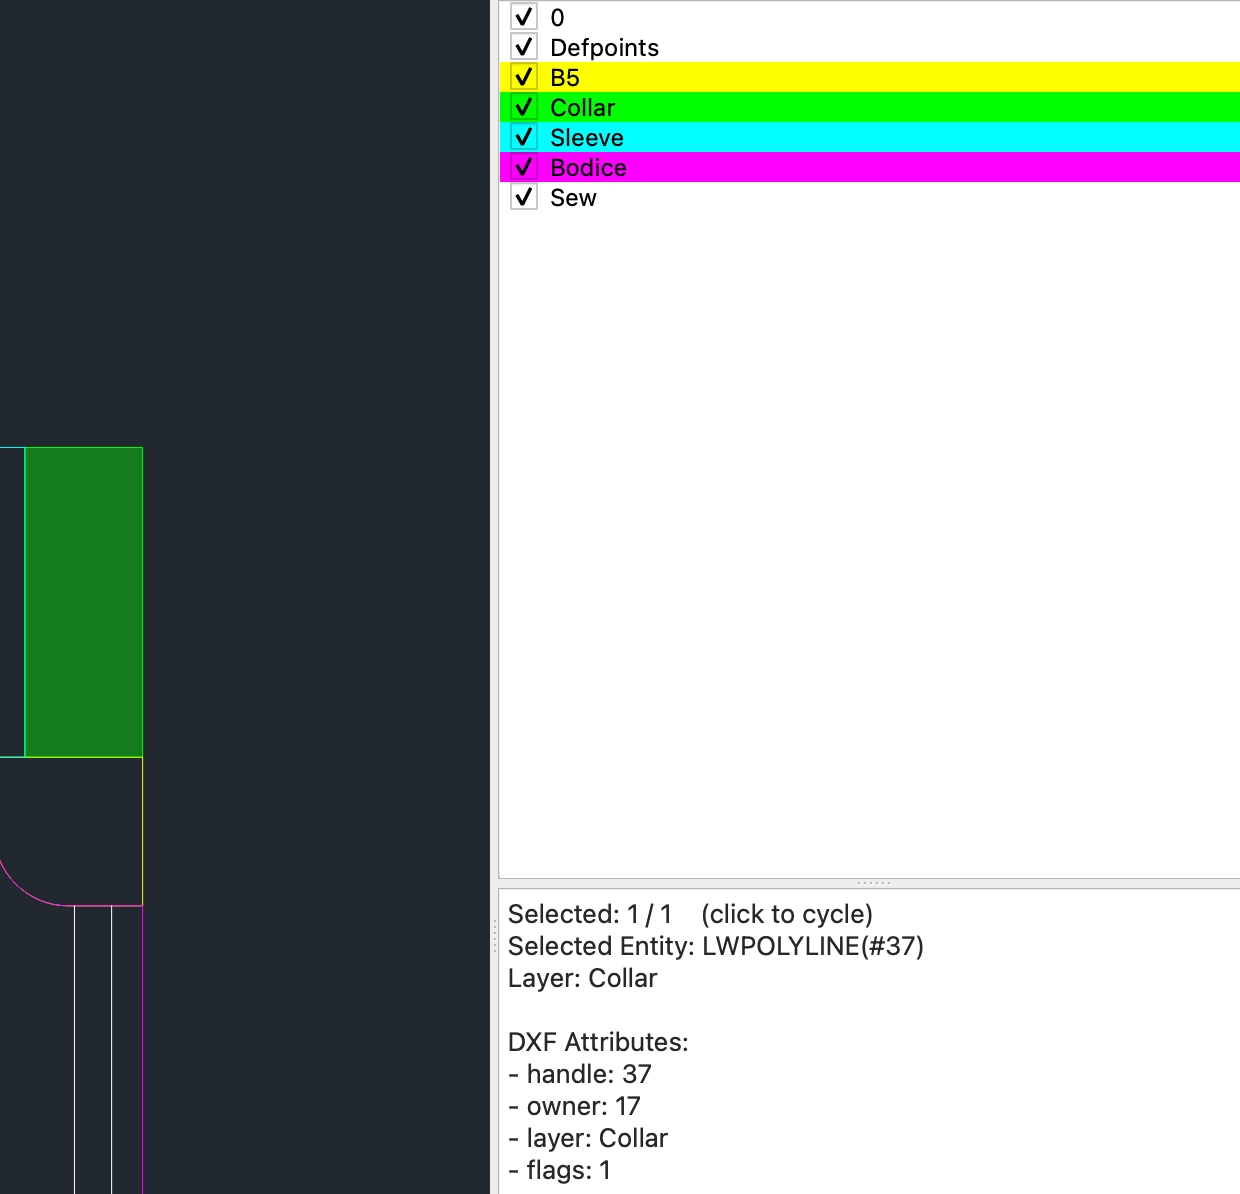 0
Defpoints
B5
Collar
Sleeve
Bodice
Sew
Selected: 1 / 1    (click to cycle)
Selected Entity: LWPOLYLINE(#37)
Layer: Collar
DXF Attributes:
- handle: 37
- owner: 17
- layer: Collar
- flags: 1